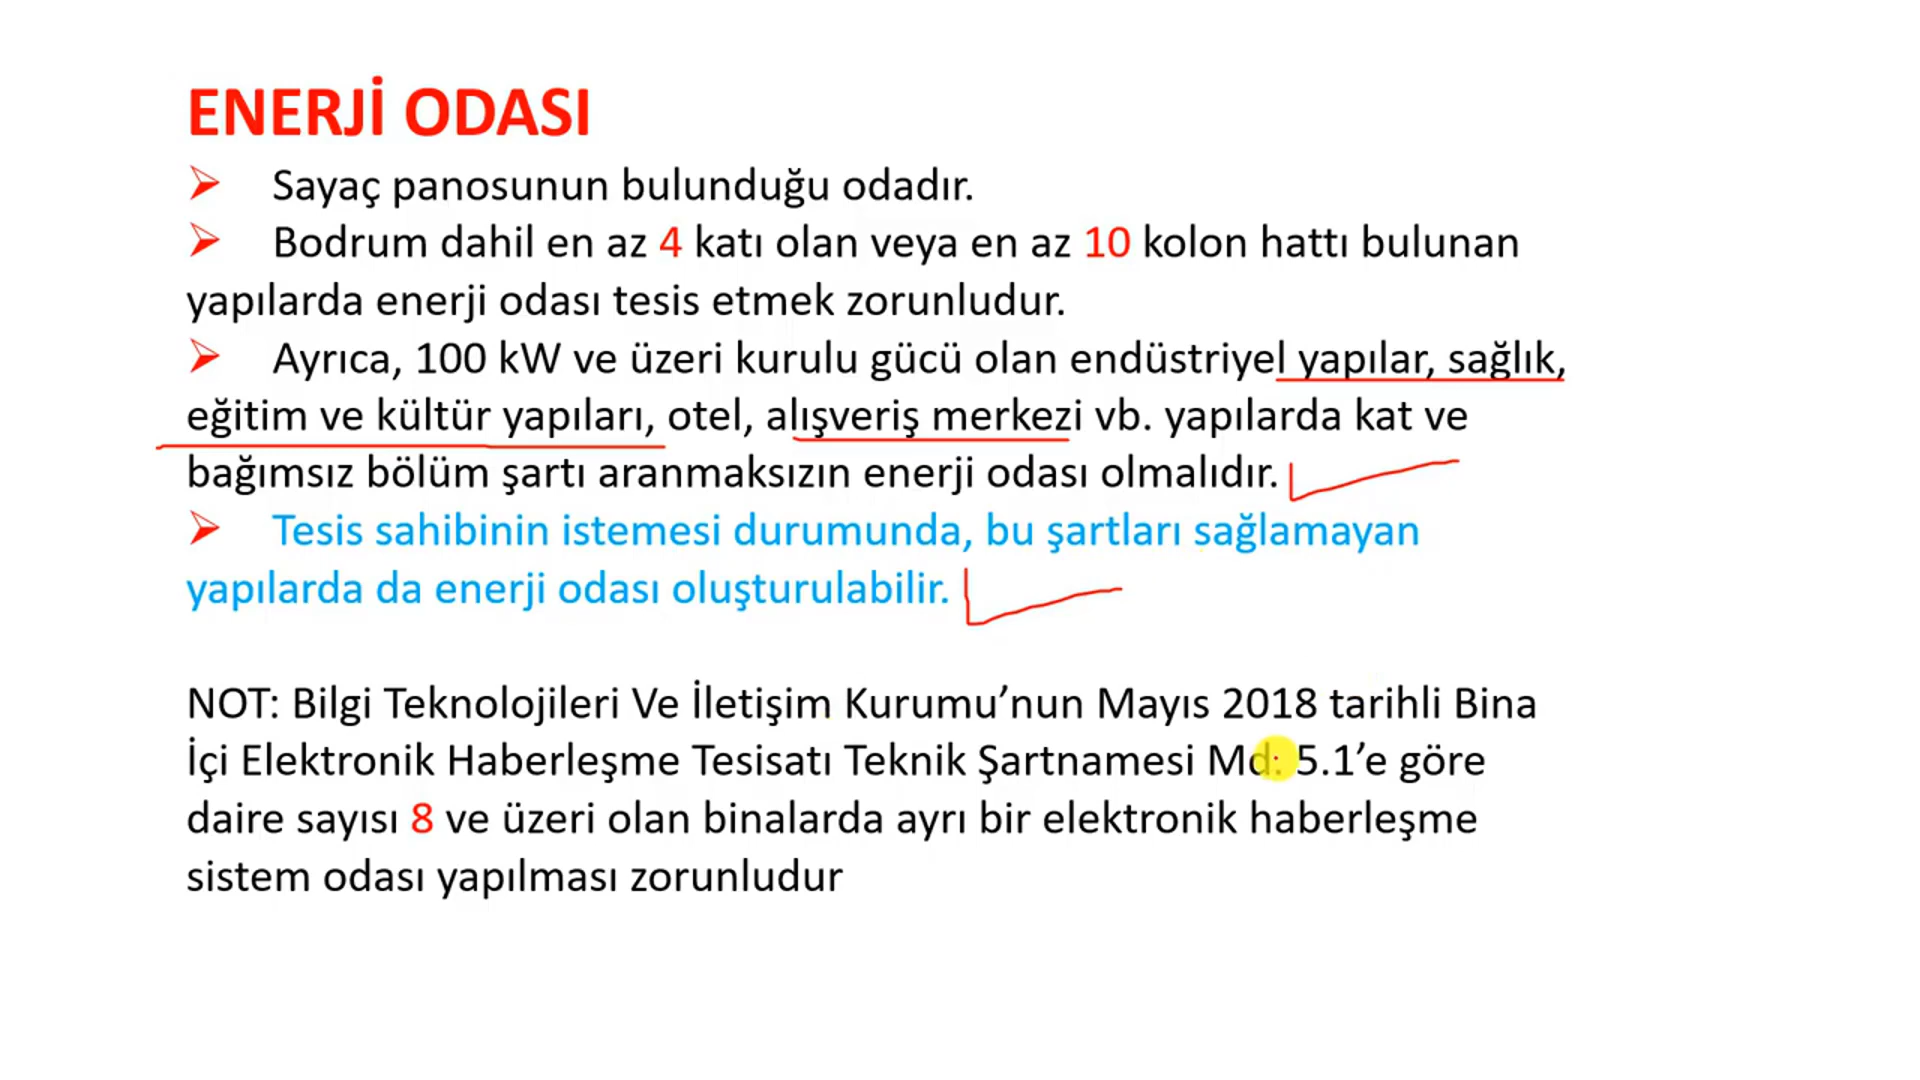 ENERJİ ODASI
➢ Sayaç panosunun bulunduğu odadır.
➢ Bodrum dahil en az 4 katı olan veya en az 10 kolon hattı bulunan
yapılarda enerji odası tesis etmek zorunludur.
➢ Ayrıca, 100 kW ve üzeri kurulu gücü olan endüstriyel yapılar, sağlık,
eğitim ve kültür yapıları, otel, alışveriş merkezi vb. yapılarda kat ve
bağımsız bölüm şartı aranmaksızın enerji odası olmalıdır.
➢ Tesis sahibinin istemesi durumunda, bu şartları sağlamayan
yapılarda da enerji odası oluşturulabilir.
NOT: Bilgi Teknolojileri Ve İletişim Kurumu’nun Mayıs 2018 tarihli Bina
İçi Elektronik Haberleşme Tesisatı Teknik Şartnamesi Md: 5.1’e göre
daire sayısı 8 ve üzeri olan binalarda ayrı bir elektronik haberleşme
sistem odası yapılması zorunludur